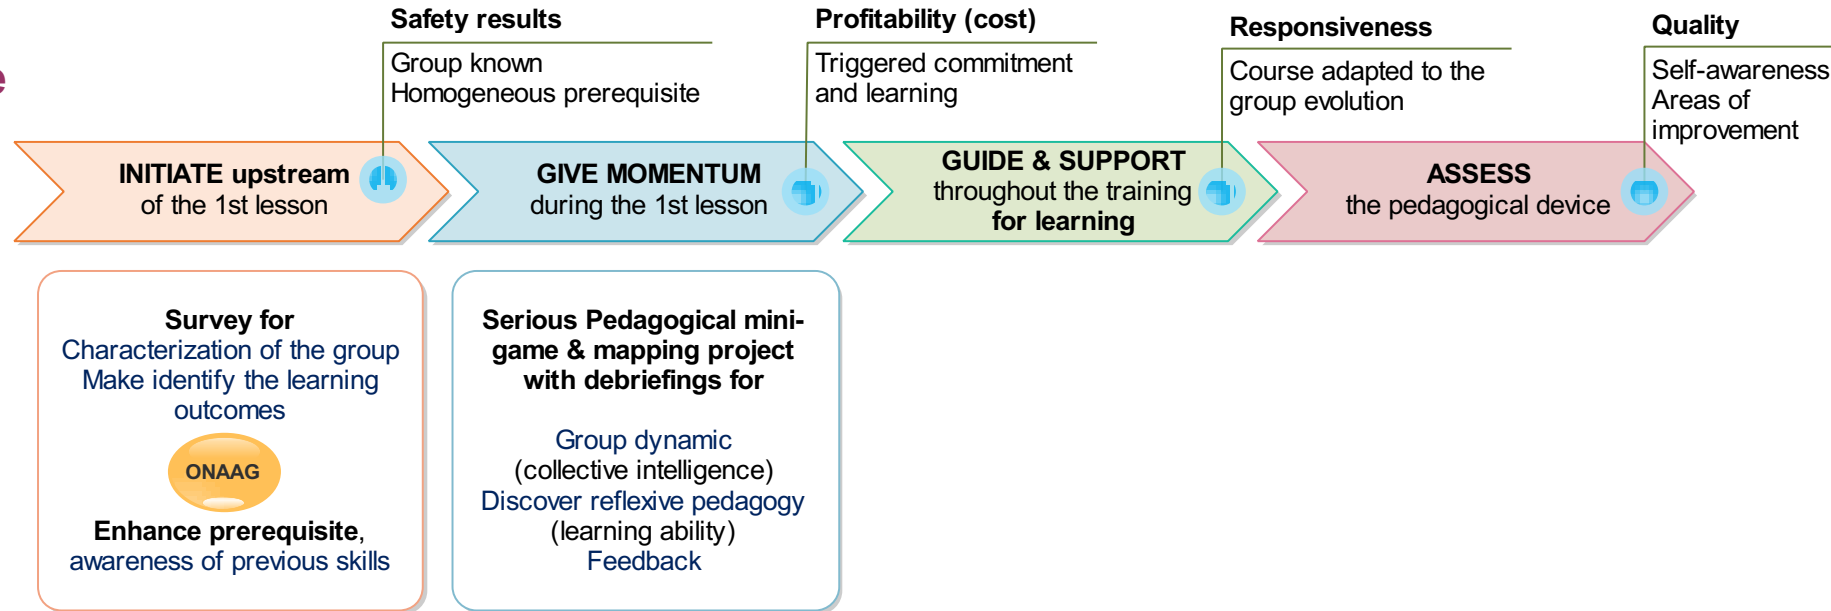 Safety results
Group known
Homogeneous prerequisite
Profitability (cost)
Triggered commitment
and learning
Responsiveness
Course adapted to the
group evolution
Quality
Self-awareness
Areas of
improvement
e
INITIATE upstream
of the 1st lesson
GIVE MOMENTUM
during the 1st lesson
GUIDE & SUPPORT
throughout the training
for learning
ASSESS
the pedagogical device
Survey for
Characterization of the group
Make identify the learning
outcomes
ONAAG
Enhance prerequisite,
awareness of previous skills
Serious Pedagogical mini-
game & mapping project
with debriefings for
Group dynamic
(collective intelligence)
Discover reflexive pedagogy
(learning ability)
Feedback